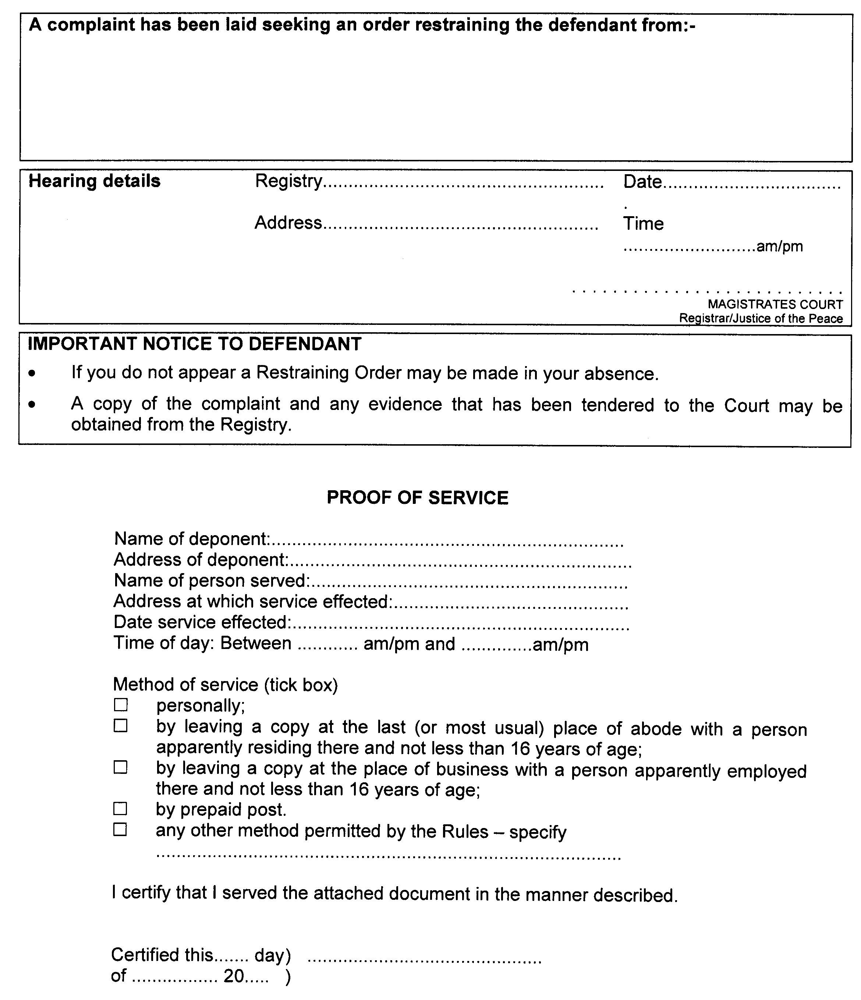 A complaint has been laid seeking an order restraining the defendant from:-
Hearing details Registry...................................................... Date..................................
.
Address..................................................... Time
..........................am/pm
. . . . . . . . . . . . . . . . . . . . . . . . . . .
MAGISTRATES COURT
Registrar/Justice of the Peace
IMPORTANT NOTICE TO DEFENDANT
• If you do not appear a Restraining Order may be made in your absence.
• A copy of the complaint and any evidence that has been tendered to the Court may be
obtained from the Registry.
PROOF OF SERVICE
Name of deponent:....................................................................
Address of deponent:..................................................................
Name of person served:.............................................................
Address at which service effected:..............................................
Date service effected:.................................................................
Time of day: Between ............ am/pm and ..............am/pm
Method of service (tick box)
☐ personally;
☐ by leaving a copy at the last (or most usual) place of abode with a person
apparently residing there and not less than 16 years of age;
☐ by leaving a copy at the place of business with a person apparently employed
there and not less than 16 years of age;
☐ by prepaid post.
☐ any other method permitted by the Rules – specify
..........................................................................................
I certify that I served the attached document in the manner described.
Certified this....... day) ..............................................
of ................. 20..... )